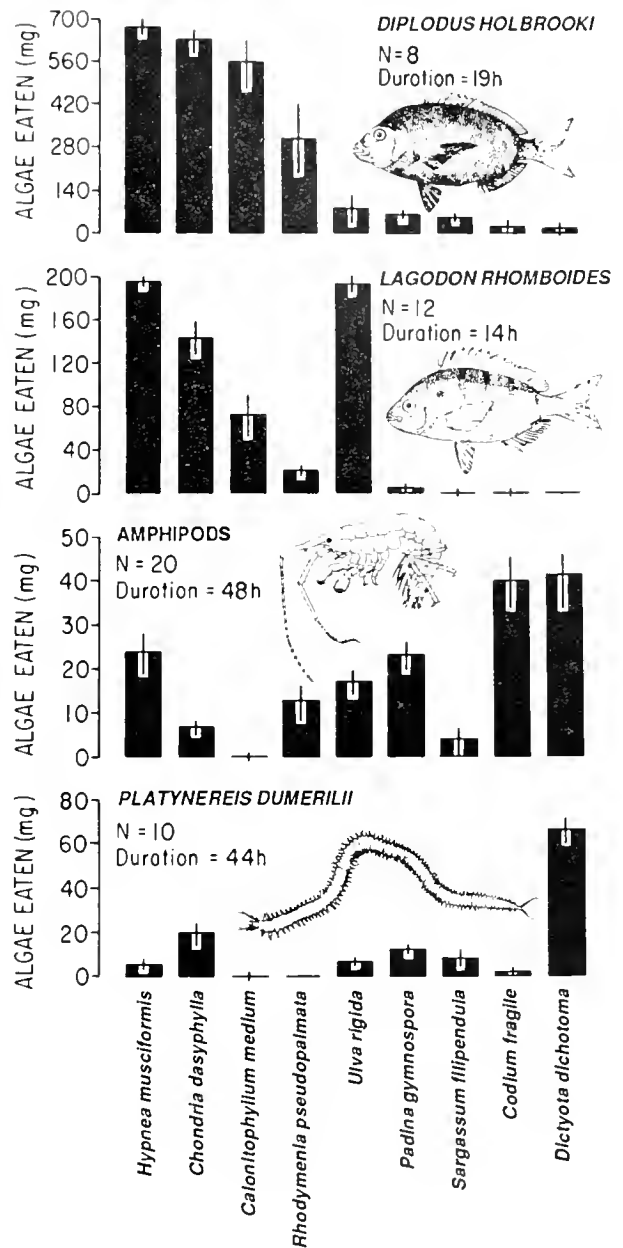 ALGAE EATEN (mg)
700
560
420
280
140
0
DIPLODUS HOLBROOKI
N=8
Duration =19h
ALGAE EATEN (mg)
200
160
120
80
40
0
LAGODON RHOMBOIDES
N=12
Duration =14h
ALGAE EATEN (mg)
50
40
30
20
10
0
AMPHIPODS
N = 20
Duration = 48h
ALGAE EATEN (mg)
80
60
40
20
0
PLATYNEREIS DUMERILII
N=10
Duration = 44h
Hypnea musciformis
Chondria dasyphylla
Calonitophyllum medium
Rhodymenia pseudopalmata
Ulva rigida
Padina gymnospora
Sargassum filipendula
Codium fragile
Dictyota dichotoma